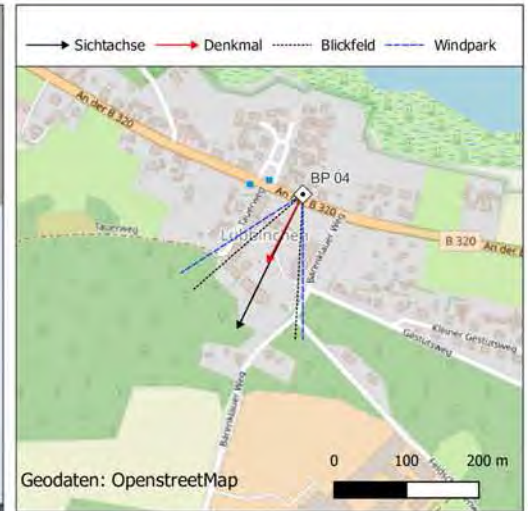 Sichtachse Denkmal Blickfeld Windpark
An der B 320
BP 04
An der B 320
Tauerweg
Tauerweg
Lübbinchen
Bärenklauer Weg
B 320
An der B
Kleiner Gestütsweg
Gestütsweg
Bärenklauer Weg
0 100 200 m
Geodaten: OpenstreetMap